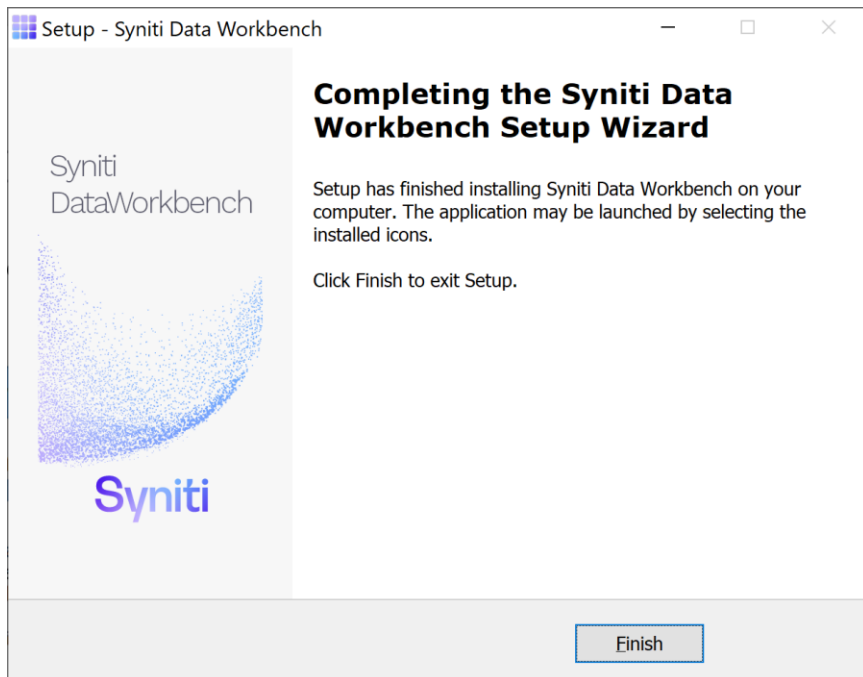 Setup - Syniti Data Workbench
Syniti
DataWorkbench
Syniti
Completing the Syniti Data
Workbench Setup Wizard
Setup has finished installing Syniti Data Workbench on your
computer. The application may be launched by selecting the
installed icons.
Click Finish to exit Setup.
Finish